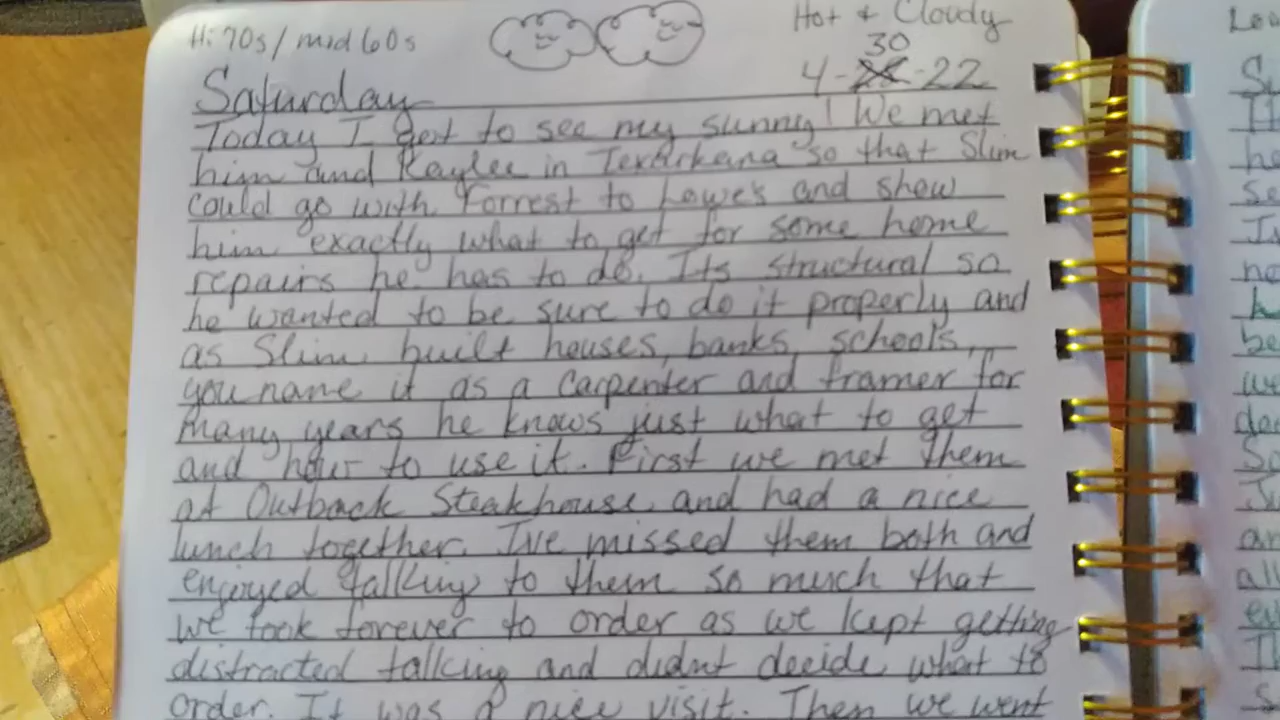 Hi 70s / mid 60s
Hot & Cloudy
30
4-28-22
Saturday
Today I got to see my sunny! We met
him and Kaylee in Texarkana so that Slim
could go with Forrest to Lowe's and show
him exactly what to get for some home
repairs he has to do. Its structural so
he wanted to be sure to do it properly and
as Slim built houses, banks, schools,
you name it as a carpenter and framer for
many years he knows just what to get
and how to use it. First we met them
at Outback Steakhouse and had a nice
lunch together. I've missed them both and
enjoyed talking to them so much that
we took forever to order as we kept getting
distracted talking and didnt decide what to
order. It was a nice visit. Then we went